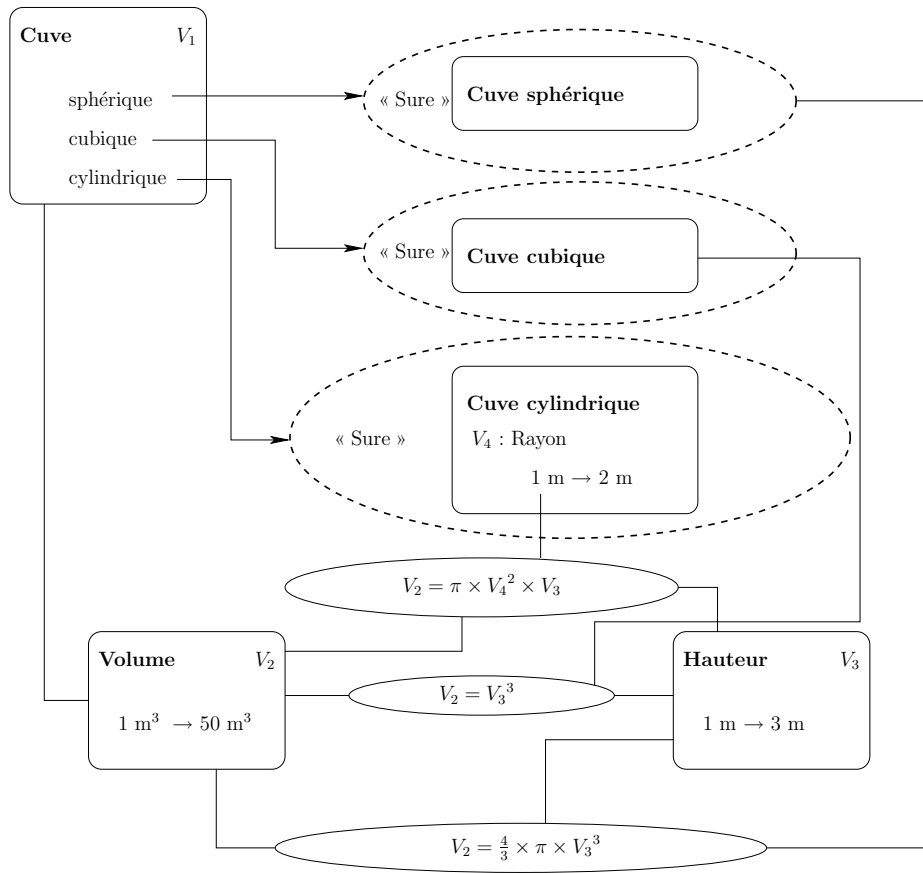 Cuve V₁
sphérique
cubique
cylindrique
« Sure » Cuve sphérique
« Sure » Cuve cubique
Cuve cylindrique
« Sure » V₄ : Rayon
1 m → 2 m
V₂ = π × V₄² × V₃
Volume V₂
1 m³ → 50 m³
V₂ = V₃³
Hauteur V₃
1 m → 3 m
V₂ = 4/3 × π × V₃³